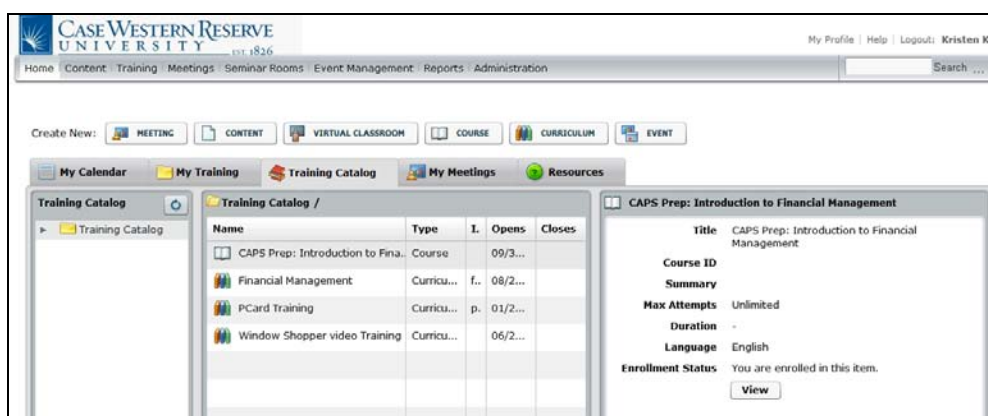 CASE WESTERN RESERVE
UNIVERSITY EST. 1826
My Profile | Help | Logout: Kristen K
Home Content Training Meetings Seminar Rooms Event Management Reports Administration
Search ...
Create New: MEETING CONTENT VIRTUAL CLASSROOM COURSE CURRICULUM EVENT
My Calendar My Training Training Catalog My Meetings Resources
Training Catalog
Training Catalog
Training Catalog /
Name Type I. Opens Closes
CAPS Prep: Introduction to Fina.. Course 09/3...
Financial Management Curricu... f.. 08/2...
PCard Training Curricu... p. 01/2...
Window Shopper video Training Curricu... 06/2...
CAPS Prep: Introduction to Financial Management
Title CAPS Prep: Introduction to Financial
Management
Course ID
Summary
Max Attempts Unlimited
Duration -
Language English
Enrollment Status You are enrolled in this item.
View